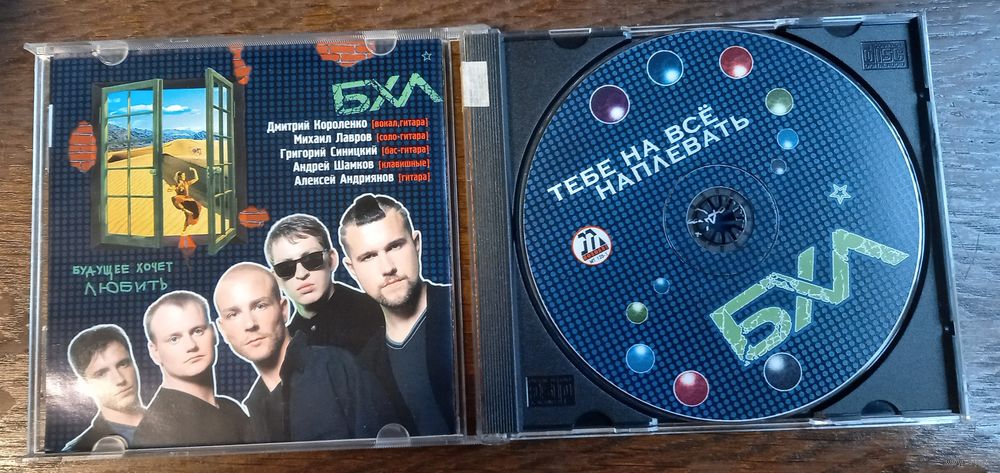 БХЛ
Дмитрий Короленко [вокал, гитара]
Михаил Лавров [соло-гитара]
Григорий Синицкий [бас-гитара]
Андрей Шамков [клавишные]
Алексей Андриянов [гитара]
БУДУЩЕЕ ХОЧЕТ
ЛЮБИТЬ
ТЕБЕ НА ВСЁ
НАПЛЕВАТЬ
БХЛ